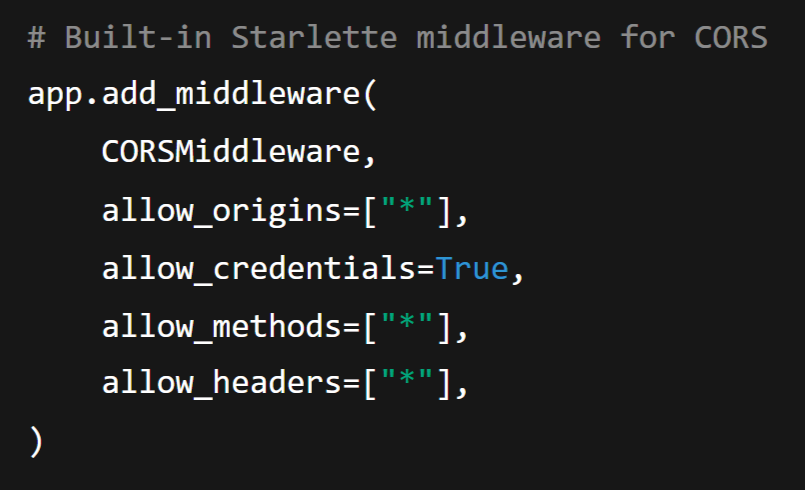 # Built-in Starlette middleware for CORS
app.add_middleware(
    CORSMiddleware,
    allow_origins=["*"],
    allow_credentials=True,
    allow_methods=["*"],
    allow_headers=["*"],
)